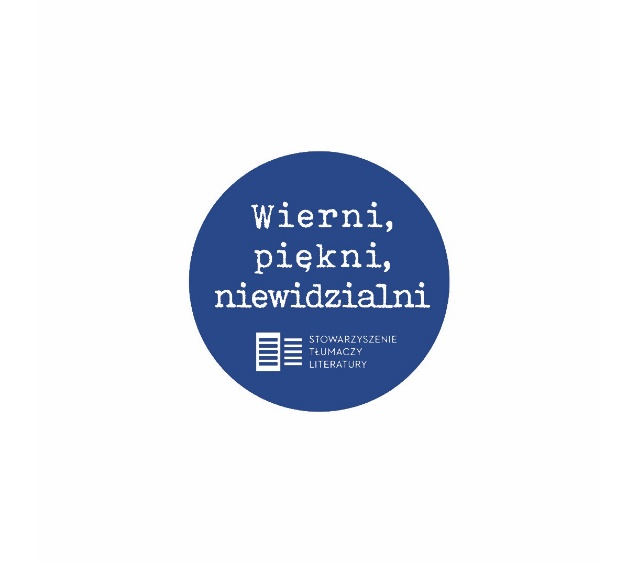 Wierni,
piękni,
niewidzialni
STOWARZYSZENIE
TŁUMACZY
LITERATURY